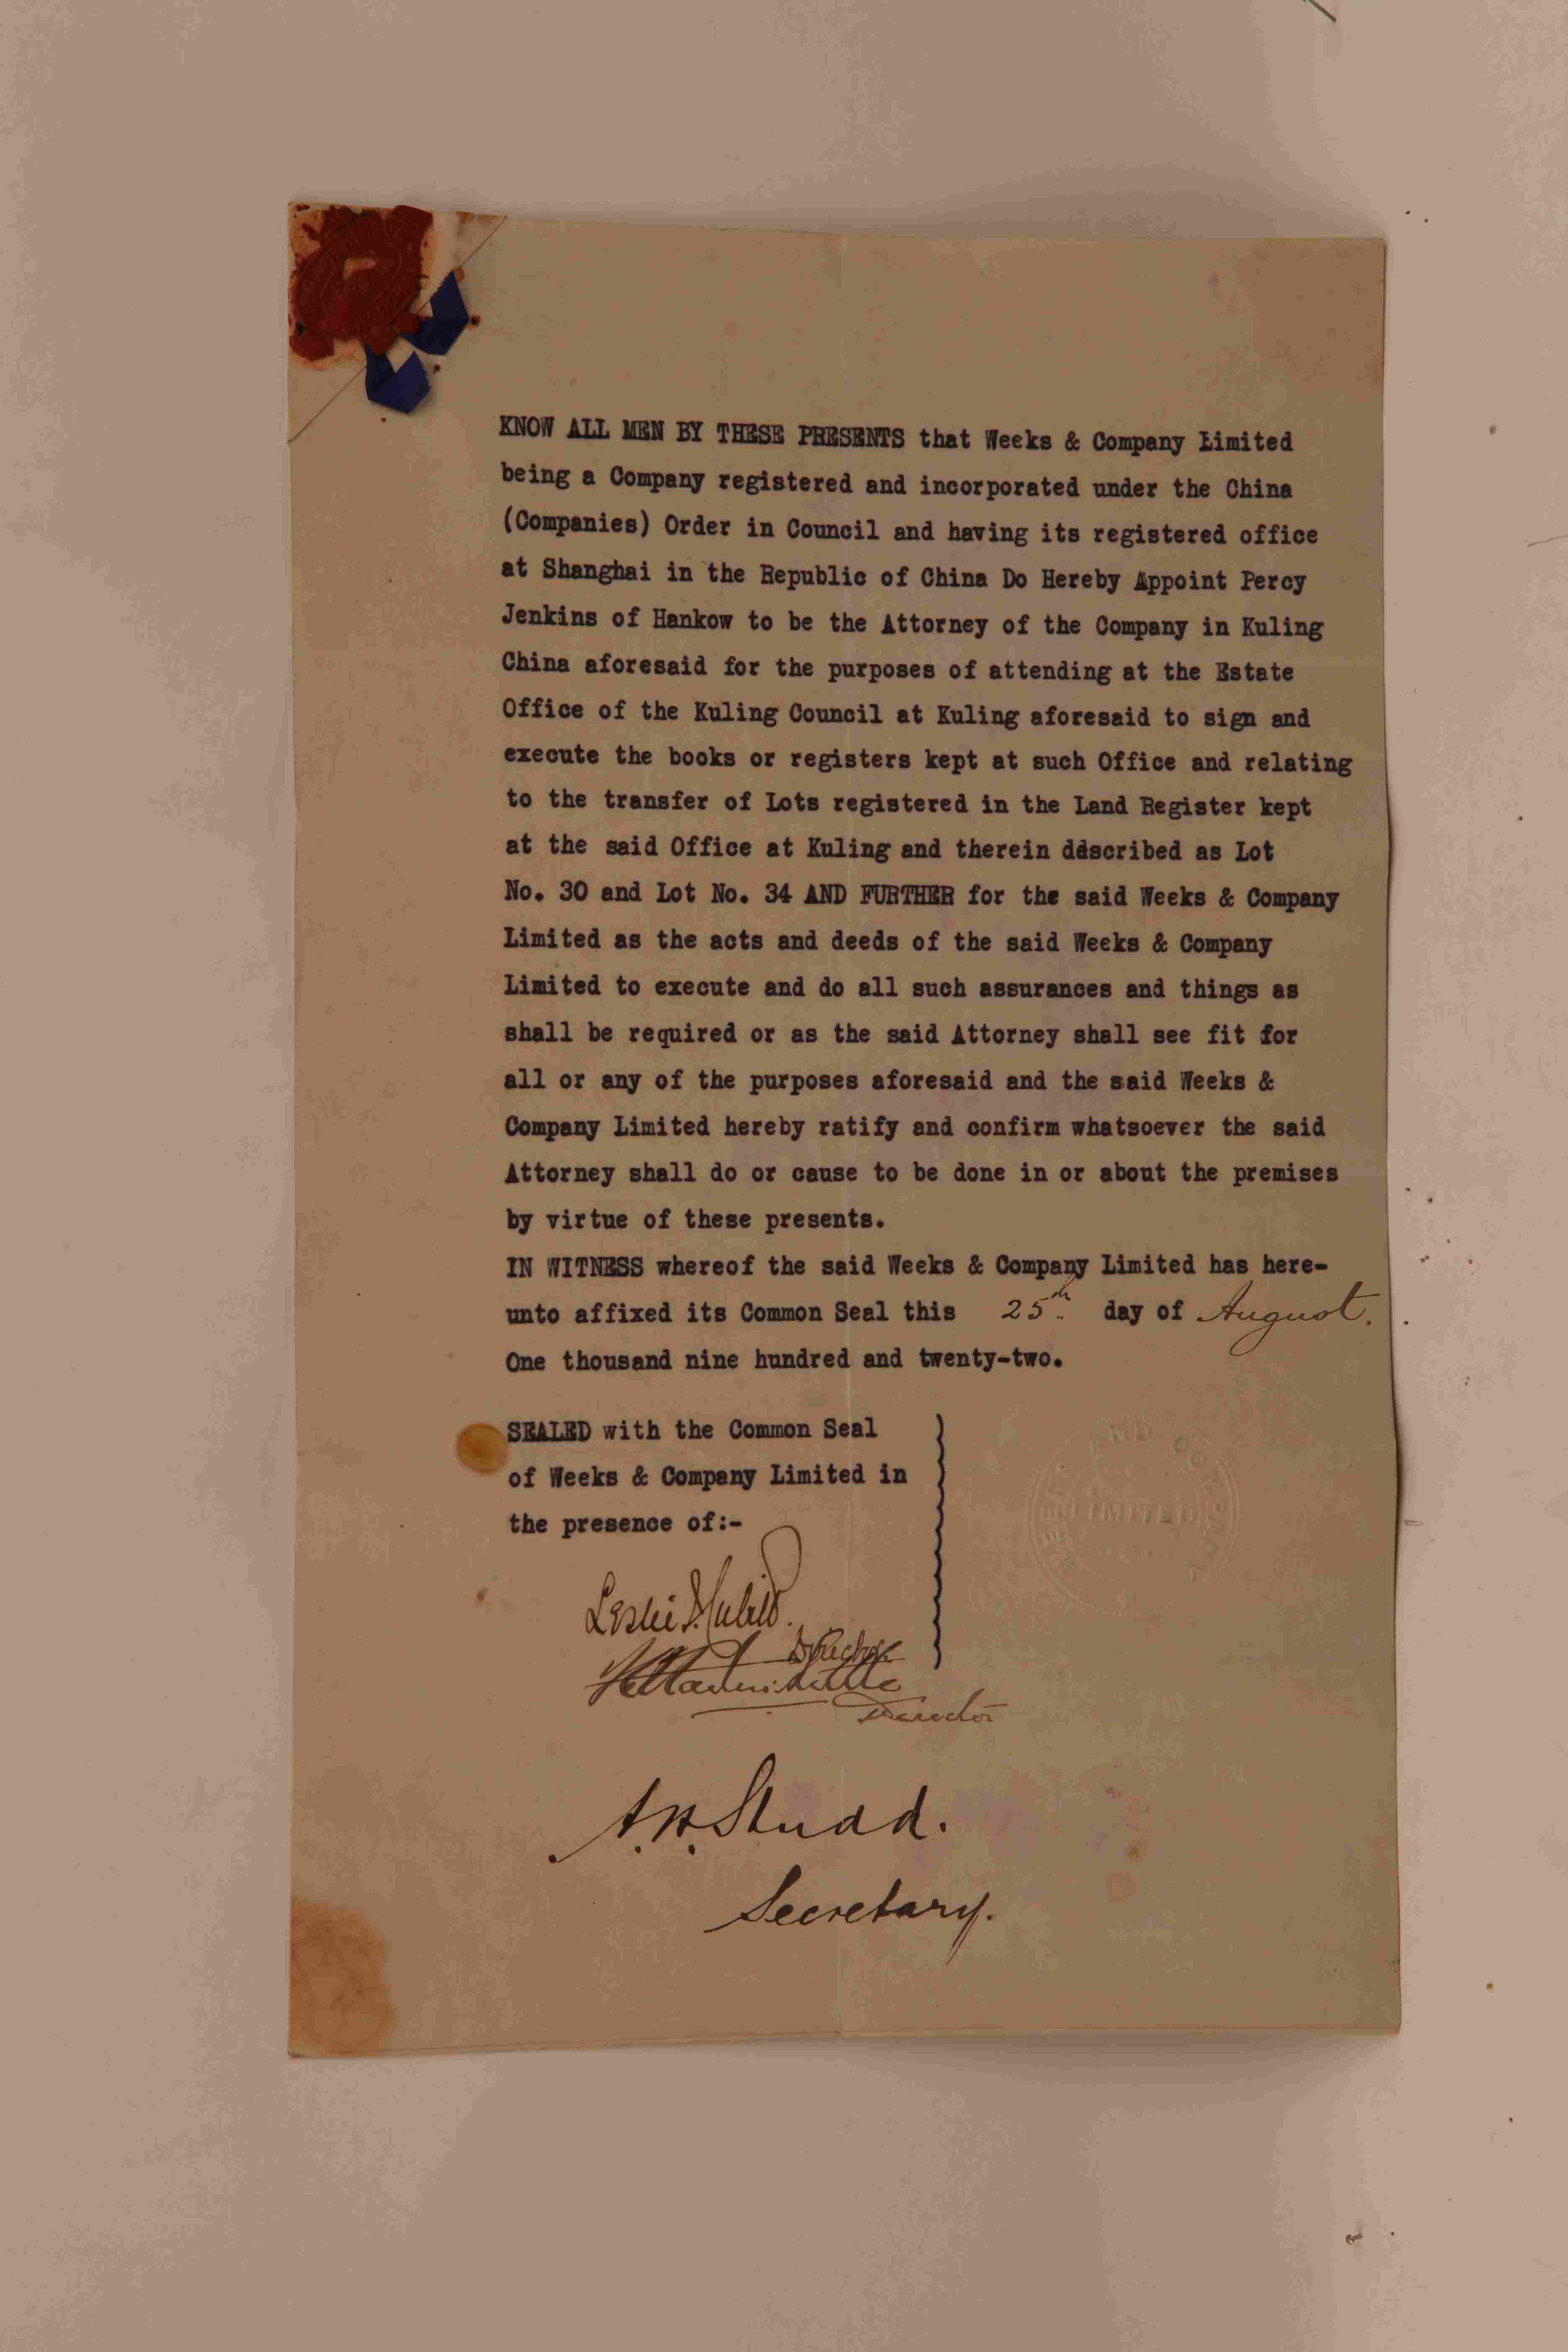 KNOW ALL MEN BY THESE PRESENTS that Weeks & Company Limited
being a Company registered and incorporated under the China
(Companies) Order in Council and having its registered office
at Shanghai in the Republic of China Do Hereby Appoint Percy
Jenkins of Hankow to be the Attorney of the Company in Kuling
China aforesaid for the purposes of attending at the Estate
Office of the Kuling Council at Kuling aforesaid to sign and
execute the books or registers kept at such Office and relating
to the transfer of Lots registered in the Land Register kept
at the said Office at Kuling and therein described as Lot
No. 30 and Lot No. 34 AND FURTHER for the said Weeks & Company
Limited as the acts and deeds of the said Weeks & Company
Limited to execute and do all such assurances and things as
shall be required or as the said Attorney shall see fit for
all or any of the purposes aforesaid and the said Weeks &
Company Limited hereby ratify and confirm whatsoever the said
Attorney shall do or cause to be done in or about the premises
by virtue of these presents.
IN WITNESS whereof the said Weeks & Company Limited has here-
unto affixed its Common Seal this 25th day of August.
One thousand nine hundred and twenty-two.
SEALED with the Common Seal
of Weeks & Company Limited in
the presence of:-
Leslie
Director
Director
A.H. Studd.
Secretary.
LIMITED